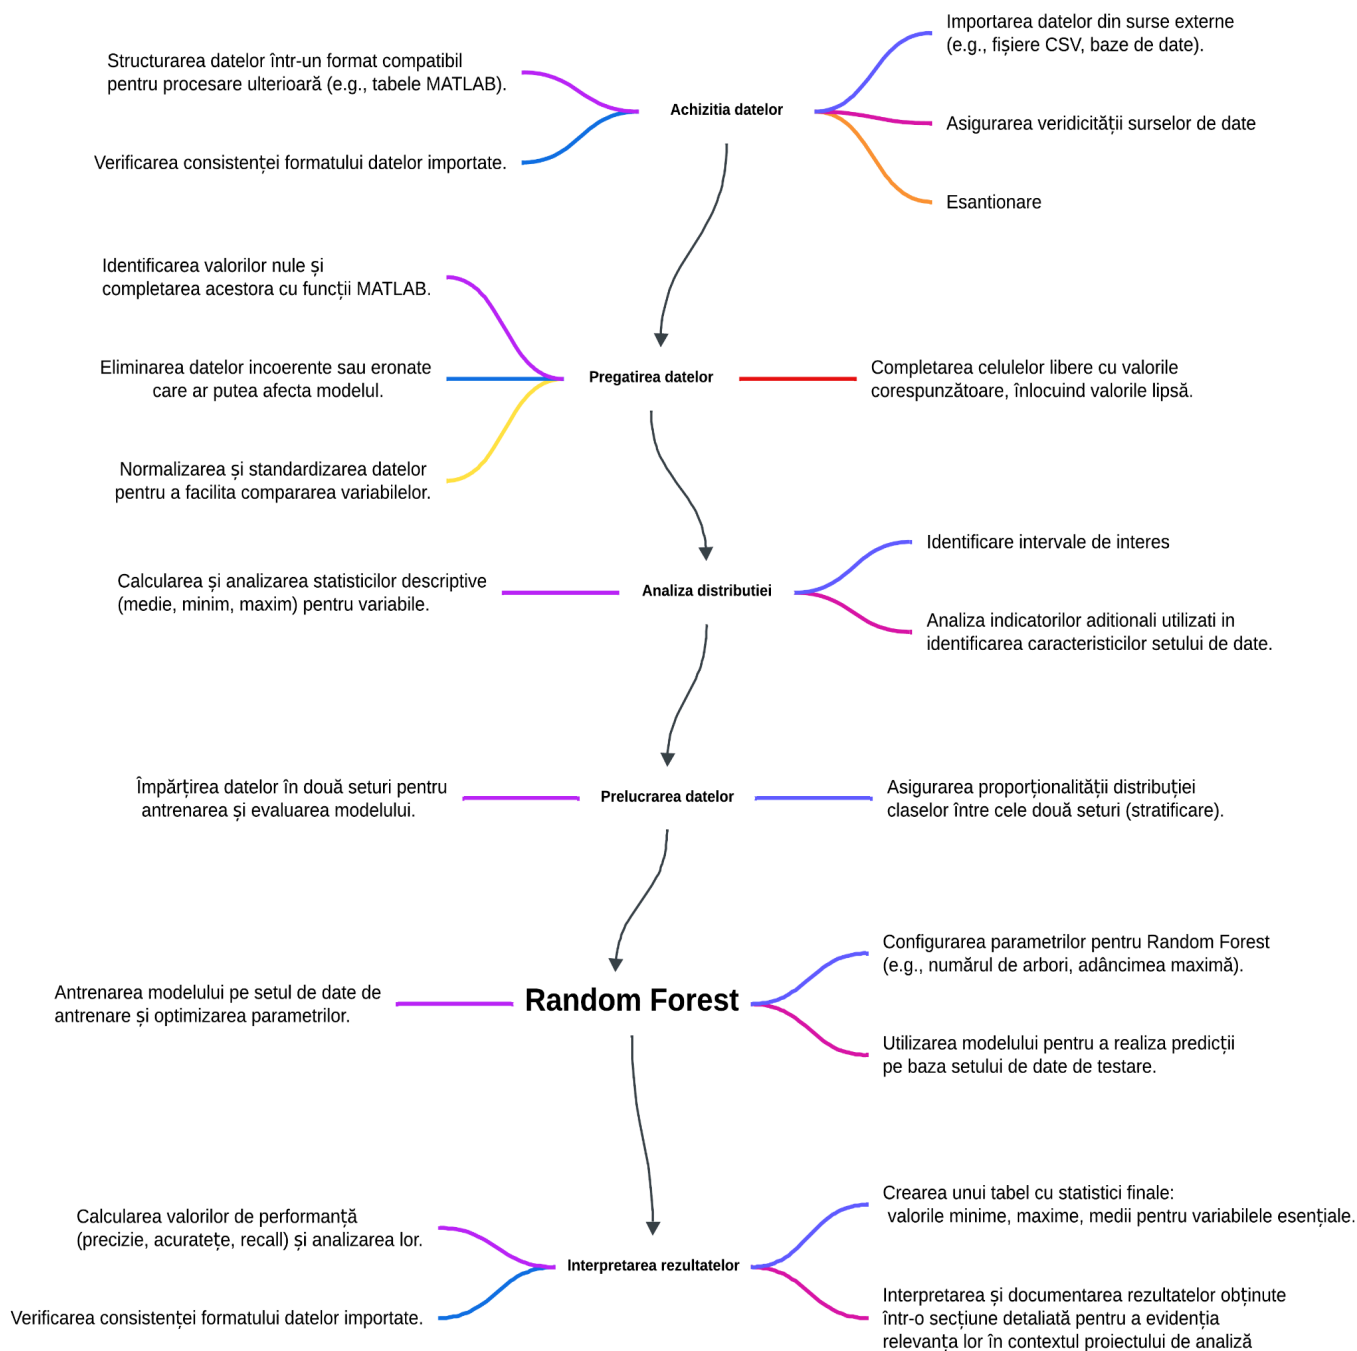 Structurarea datelor într-un format compatibil
pentru procesare ulterioară (e.g., tabele MATLAB).
Verificarea consistenței formatului datelor importate.
Achizitia datelor
Importarea datelor din surse externe
(e.g., fișiere CSV, baze de date).
Asigurarea veridicității surselor de date
Esantionare
Identificarea valorilor nule și
completarea acestora cu funcții MATLAB.
Eliminarea datelor incoerente sau eronate
care ar putea afecta modelul.
Normalizarea și standardizarea datelor
pentru a facilita compararea variabilelor.
Pregatirea datelor
Completarea celulelor libere cu valorile
corespunzătoare, înlocuind valorile lipsă.
Calcularea și analizarea statisticilor descriptive
(medie, minim, maxim) pentru variabile.
Analiza distributiei
Identificare intervale de interes
Analiza indicatorilor aditionali utilizati in
identificarea caracteristicilor setului de date.
Împărțirea datelor în două seturi pentru
antrenarea și evaluarea modelului.
Prelucrarea datelor
Asigurarea proporționalității distribuției
claselor între cele două seturi (stratificare).
Antrenarea modelului pe setul de date de
antrenare și optimizarea parametrilor.
Random Forest
Configurarea parametrilor pentru Random Forest
(e.g., numărul de arbori, adâncimea maximă).
Utilizarea modelului pentru a realiza predicții
pe baza setului de date de testare.
Calcularea valorilor de performanță
(precizie, acuratețe, recall) și analizarea lor.
Verificarea consistenței formatului datelor importate.
Interpretarea rezultatelor
Crearea unui tabel cu statistici finale:
valorile minime, maxime, medii pentru variabilele esențiale.
Interpretarea și documentarea rezultatelor obținute
într-o secțiune detaliată pentru a evidenția
relevanța lor în contextul proiectului de analiză